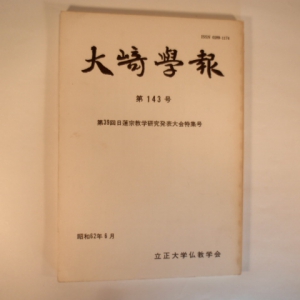 大崎學報
第143号
第39回日蓮宗教学研究発表大会特集号
昭和62年6月
立正大学仏教学会